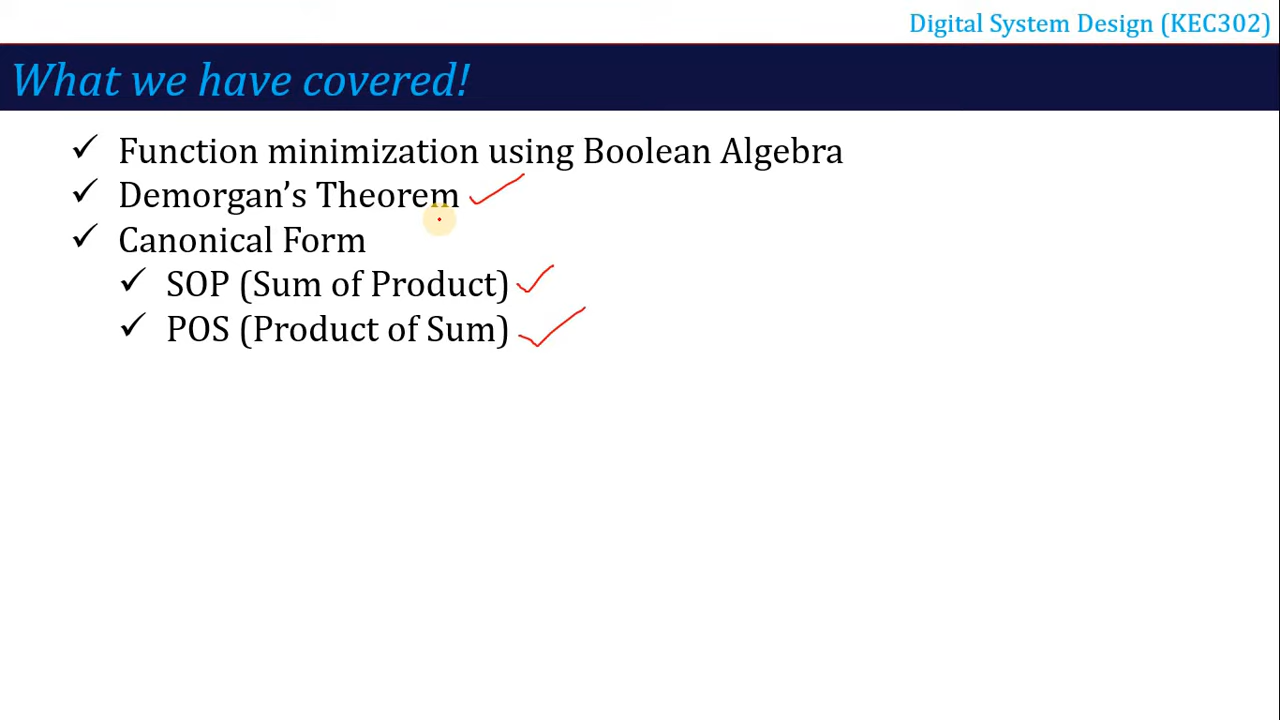 Digital System Design (KEC302)
What we have covered!
✓ Function minimization using Boolean Algebra
✓ Demorgan’s Theorem
✓ Canonical Form
✓ SOP (Sum of Product)
✓ POS (Product of Sum)